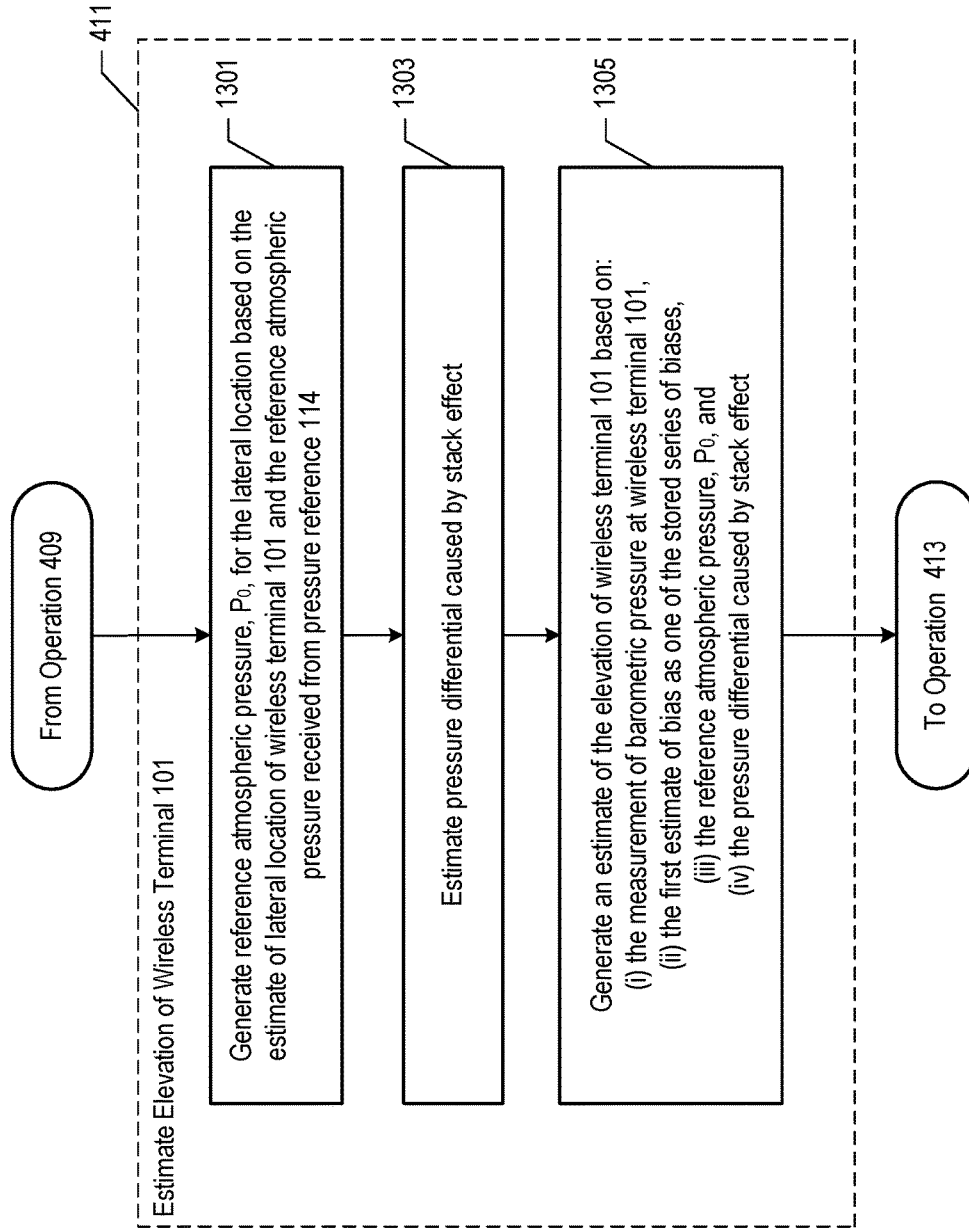 From Operation 409
411
Estimate Elevation of Wireless Terminal 101
1301
Generate reference atmospheric pressure, P0, for the lateral location based on the
estimate of lateral location of wireless terminal 101 and the reference atmospheric
pressure received from pressure reference 114
1303
Estimate pressure differential caused by stack effect
1305
Generate an estimate of the elevation of wireless terminal 101 based on:
(i) the measurement of barometric pressure at wireless terminal 101,
(ii) the first estimate of bias as one of the stored series of biases,
(iii) the reference atmospheric pressure, P0, and
(iv) the pressure differential caused by stack effect
To Operation 413